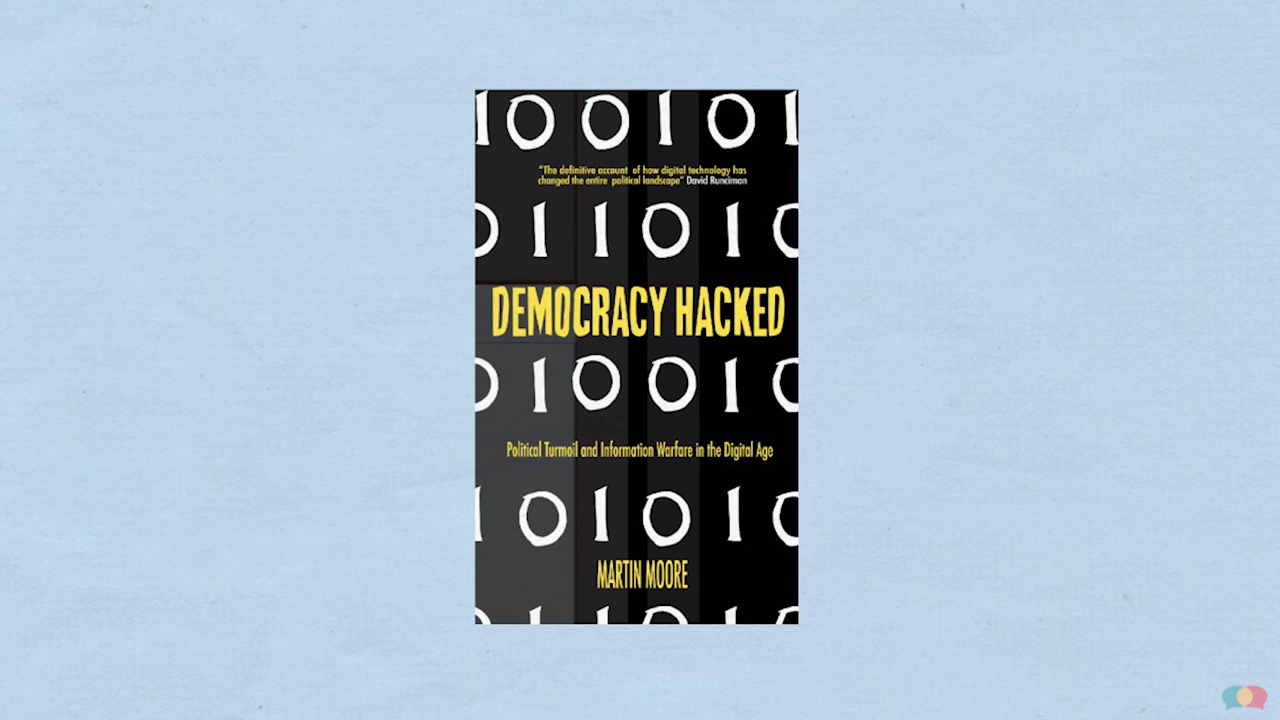 100101
“The definitive account of how digital technology has
changed the entire political landscape” David Runciman
011010
DEMOCRACY HACKED
010010
Political Turmoil and Information Warfare in the Digital Age
101010
MARTIN MOORE
011010